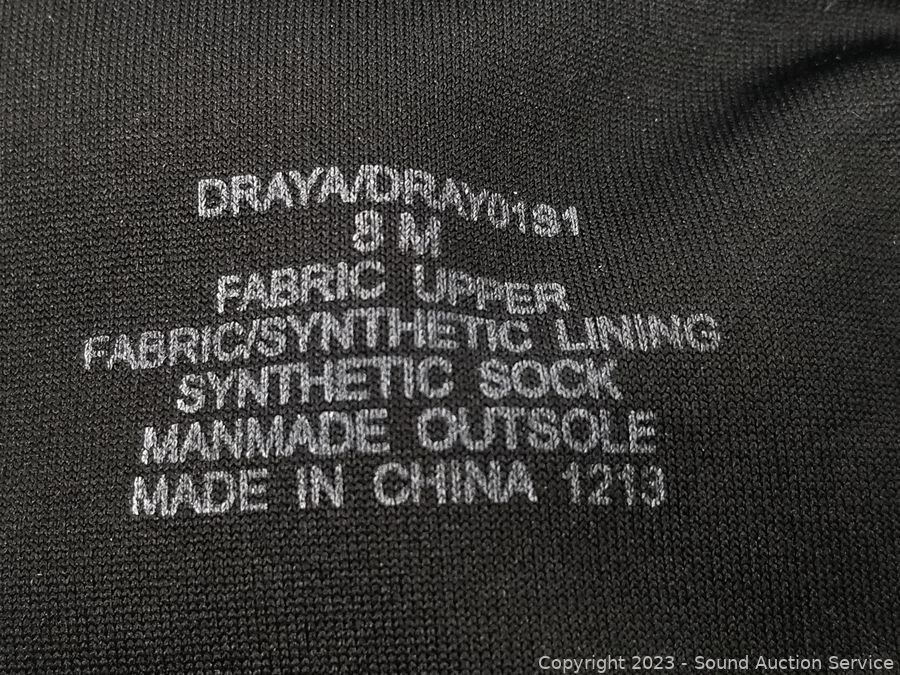 DRAYA/DRAY0191
8 M
FABRIC UPPER
FABRIC/SYNTHETIC LINING
SYNTHETIC SOCK
MANMADE OUTSOLE
MADE IN CHINA 1213
Copyright 2023 - Sound Auction Service